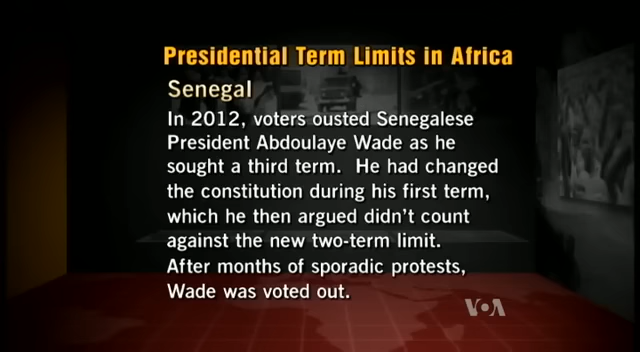 Presidential Term Limits in Africa
Senegal
In 2012, voters ousted Senegalese
President Abdoulaye Wade as he
sought a third term. He had changed
the constitution during his first term,
which he then argued didn't count
against the new two-term limit.
After months of sporadic protests,
Wade was voted out.
VOA